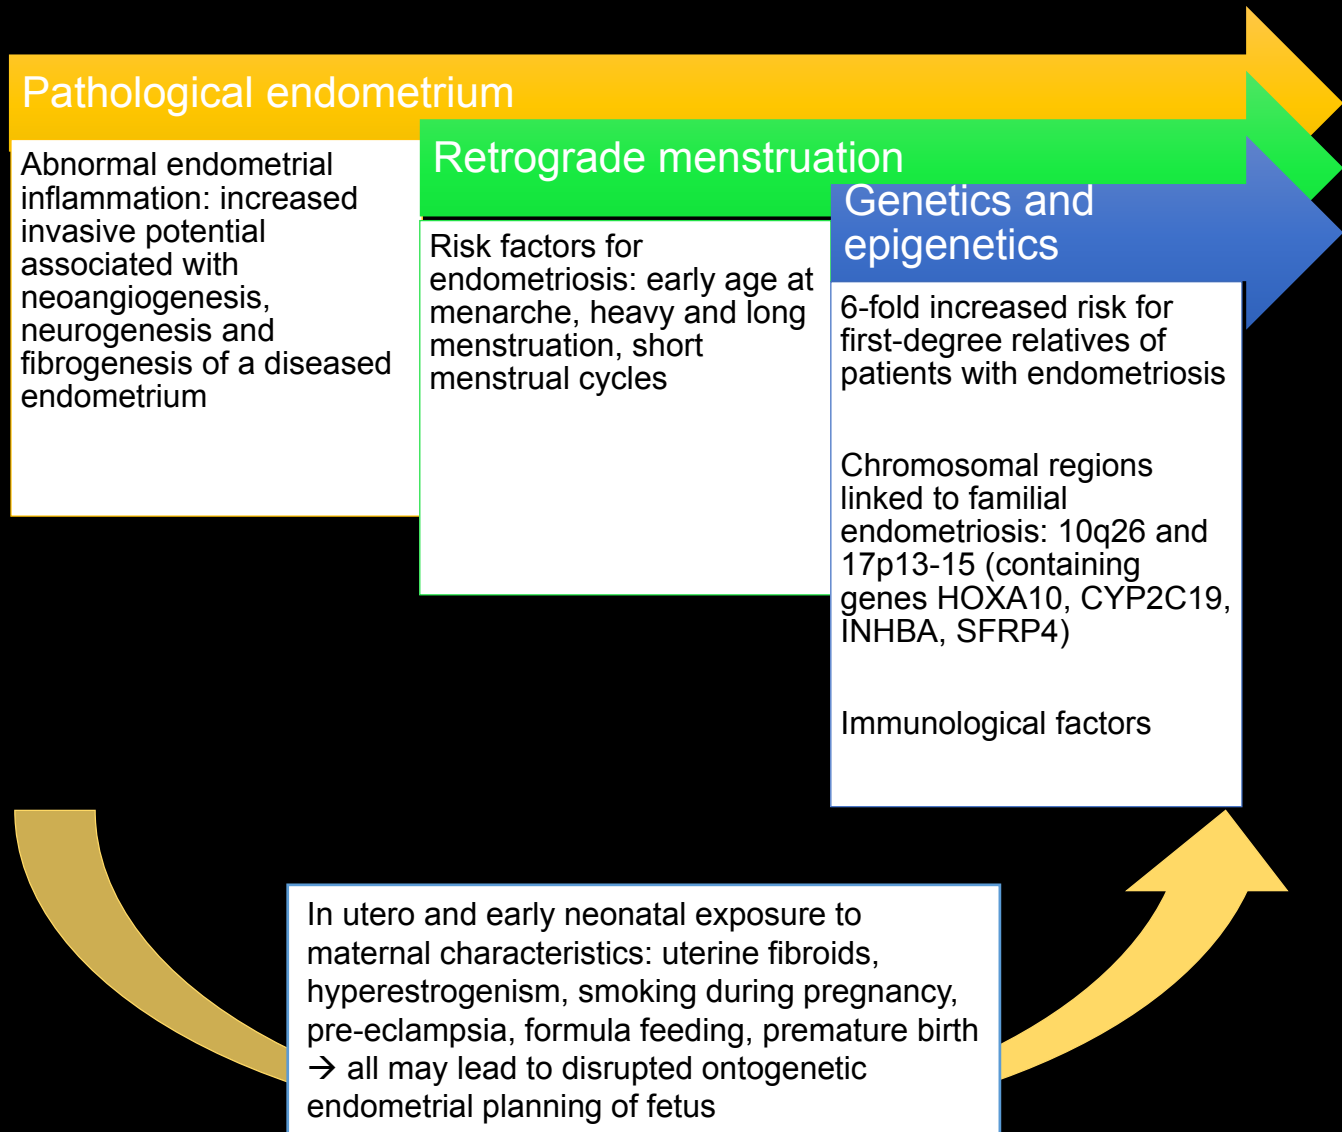 Pathological endometrium
Abnormal endometrial
inflammation: increased
invasive potential
associated with
neoangiogenesis,
neurogenesis and
fibrogenesis of a diseased
endometrium
Retrograde menstruation
Risk factors for
endometriosis: early age at
menarche, heavy and long
menstruation, short
menstrual cycles
Genetics and
epigenetics
6-fold increased risk for
first-degree relatives of
patients with endometriosis
Chromosomal regions
linked to familial
endometriosis: 10q26 and
17p13-15 (containing
genes HOXA10, CYP2C19,
INHBA, SFRP4)
Immunological factors
In utero and early neonatal exposure to
maternal characteristics: uterine fibroids,
hyperestrogenism, smoking during pregnancy,
pre-eclampsia, formula feeding, premature birth
→ all may lead to disrupted ontogenetic
endometrial planning of fetus